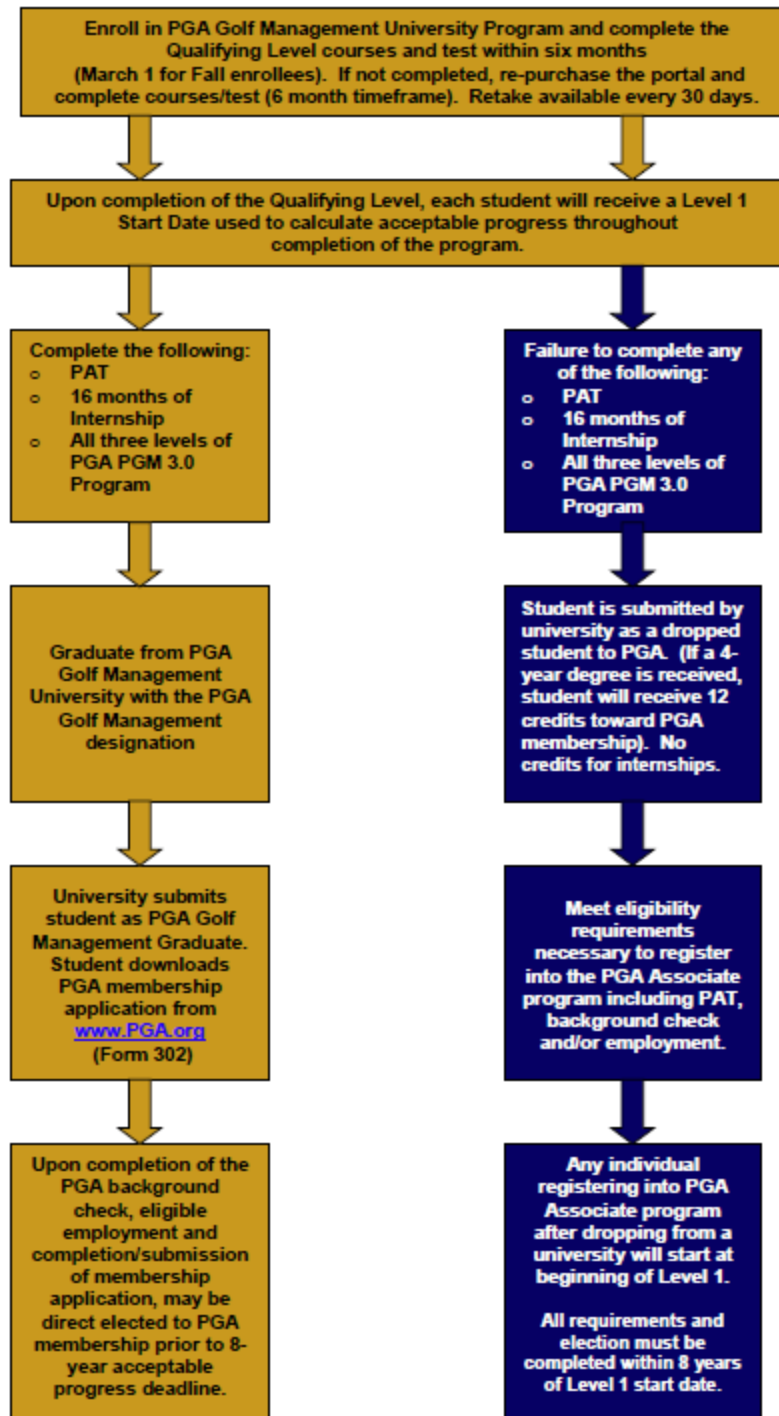 Enroll in PGA Golf Management University Program and complete the
Qualifying Level courses and test within six months
(March 1 for Fall enrollees).  If not completed, re-purchase the portal and
complete courses/test (6 month timeframe).  Retake available every 30 days.
Upon completion of the Qualifying Level, each student will receive a Level 1
Start Date used to calculate acceptable progress throughout
completion of the program.
Complete the following:
o PAT
o 16 months of
Internship
o All three levels of
PGA PGM 3.0
Program
Graduate from PGA
Golf Management
University with the PGA
Golf Management
designation
University submits
student as PGA Golf
Management Graduate.
Student downloads
PGA membership
application from
www.PGA.org
(Form 302)
Upon completion of the
PGA background
check, eligible
employment and
completion/submission
of membership
application, may be
direct elected to PGA
membership prior to 8-
year acceptable
progress deadline.
Failure to complete any
of the following:
o PAT
o 16 months of
Internship
o All three levels of
PGA PGM 3.0
Program
Student is submitted by
university as a dropped
student to PGA.  (If a 4-
year degree is received,
student will receive 12
credits toward PGA
membership).  No
credits for internships.
Meet eligibility
requirements
necessary to register
into the PGA Associate
program including PAT,
background check
and/or employment.
Any individual
registering into PGA
Associate program
after dropping from a
university will start at
beginning of Level 1.
All requirements and
election must be
completed within 8 years
of Level 1 start date.